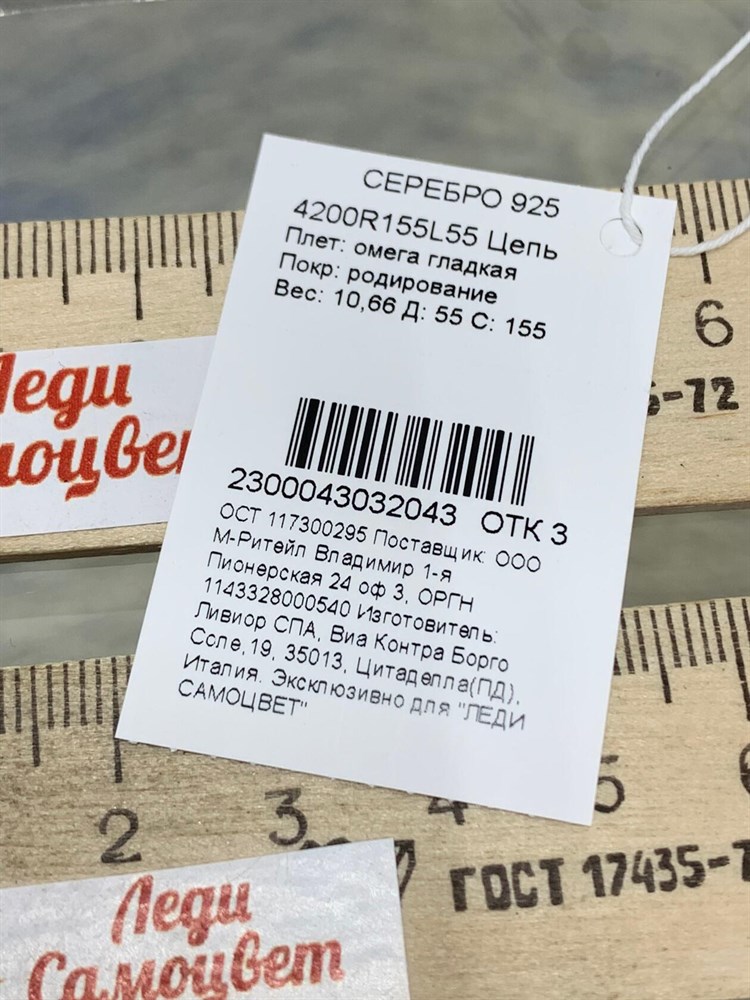 СЕРЕБРО 925
4200R155L55 Цепь
Плет: омега гладкая
Покр: родирование
Вес: 10,66 Д: 55 С: 155
2300043032043 ОТК 3
ОСТ 117300295 Поставщик: ООО
М-Ритейл Владимир 1-я
Пионерская 24 оф 3, ОРГН
1143328000540 Изготовитель:
Ливиор СПА, Виа Контра Борго
Соле,19, 35013, Цитаделла(ПД),
Италия. Эксклюзивно для "ЛЕДИ
САМОЦВЕТ"
6
-72
Леди
2 3 4 5
ГОСТ 17435-7
Леди
Самоцвет